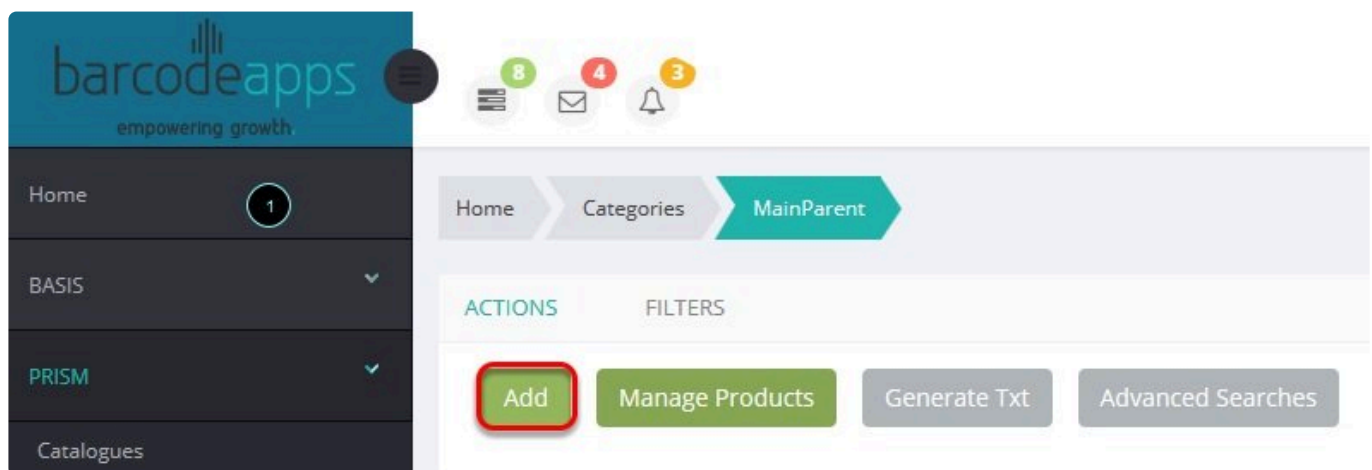 barcodeapps
empowering growth.
8 4 3
Home 1
Home Categories MainParent
BASIS
ACTIONS FILTERS
PRISM
Add Manage Products Generate Txt Advanced Searches
Catalogues